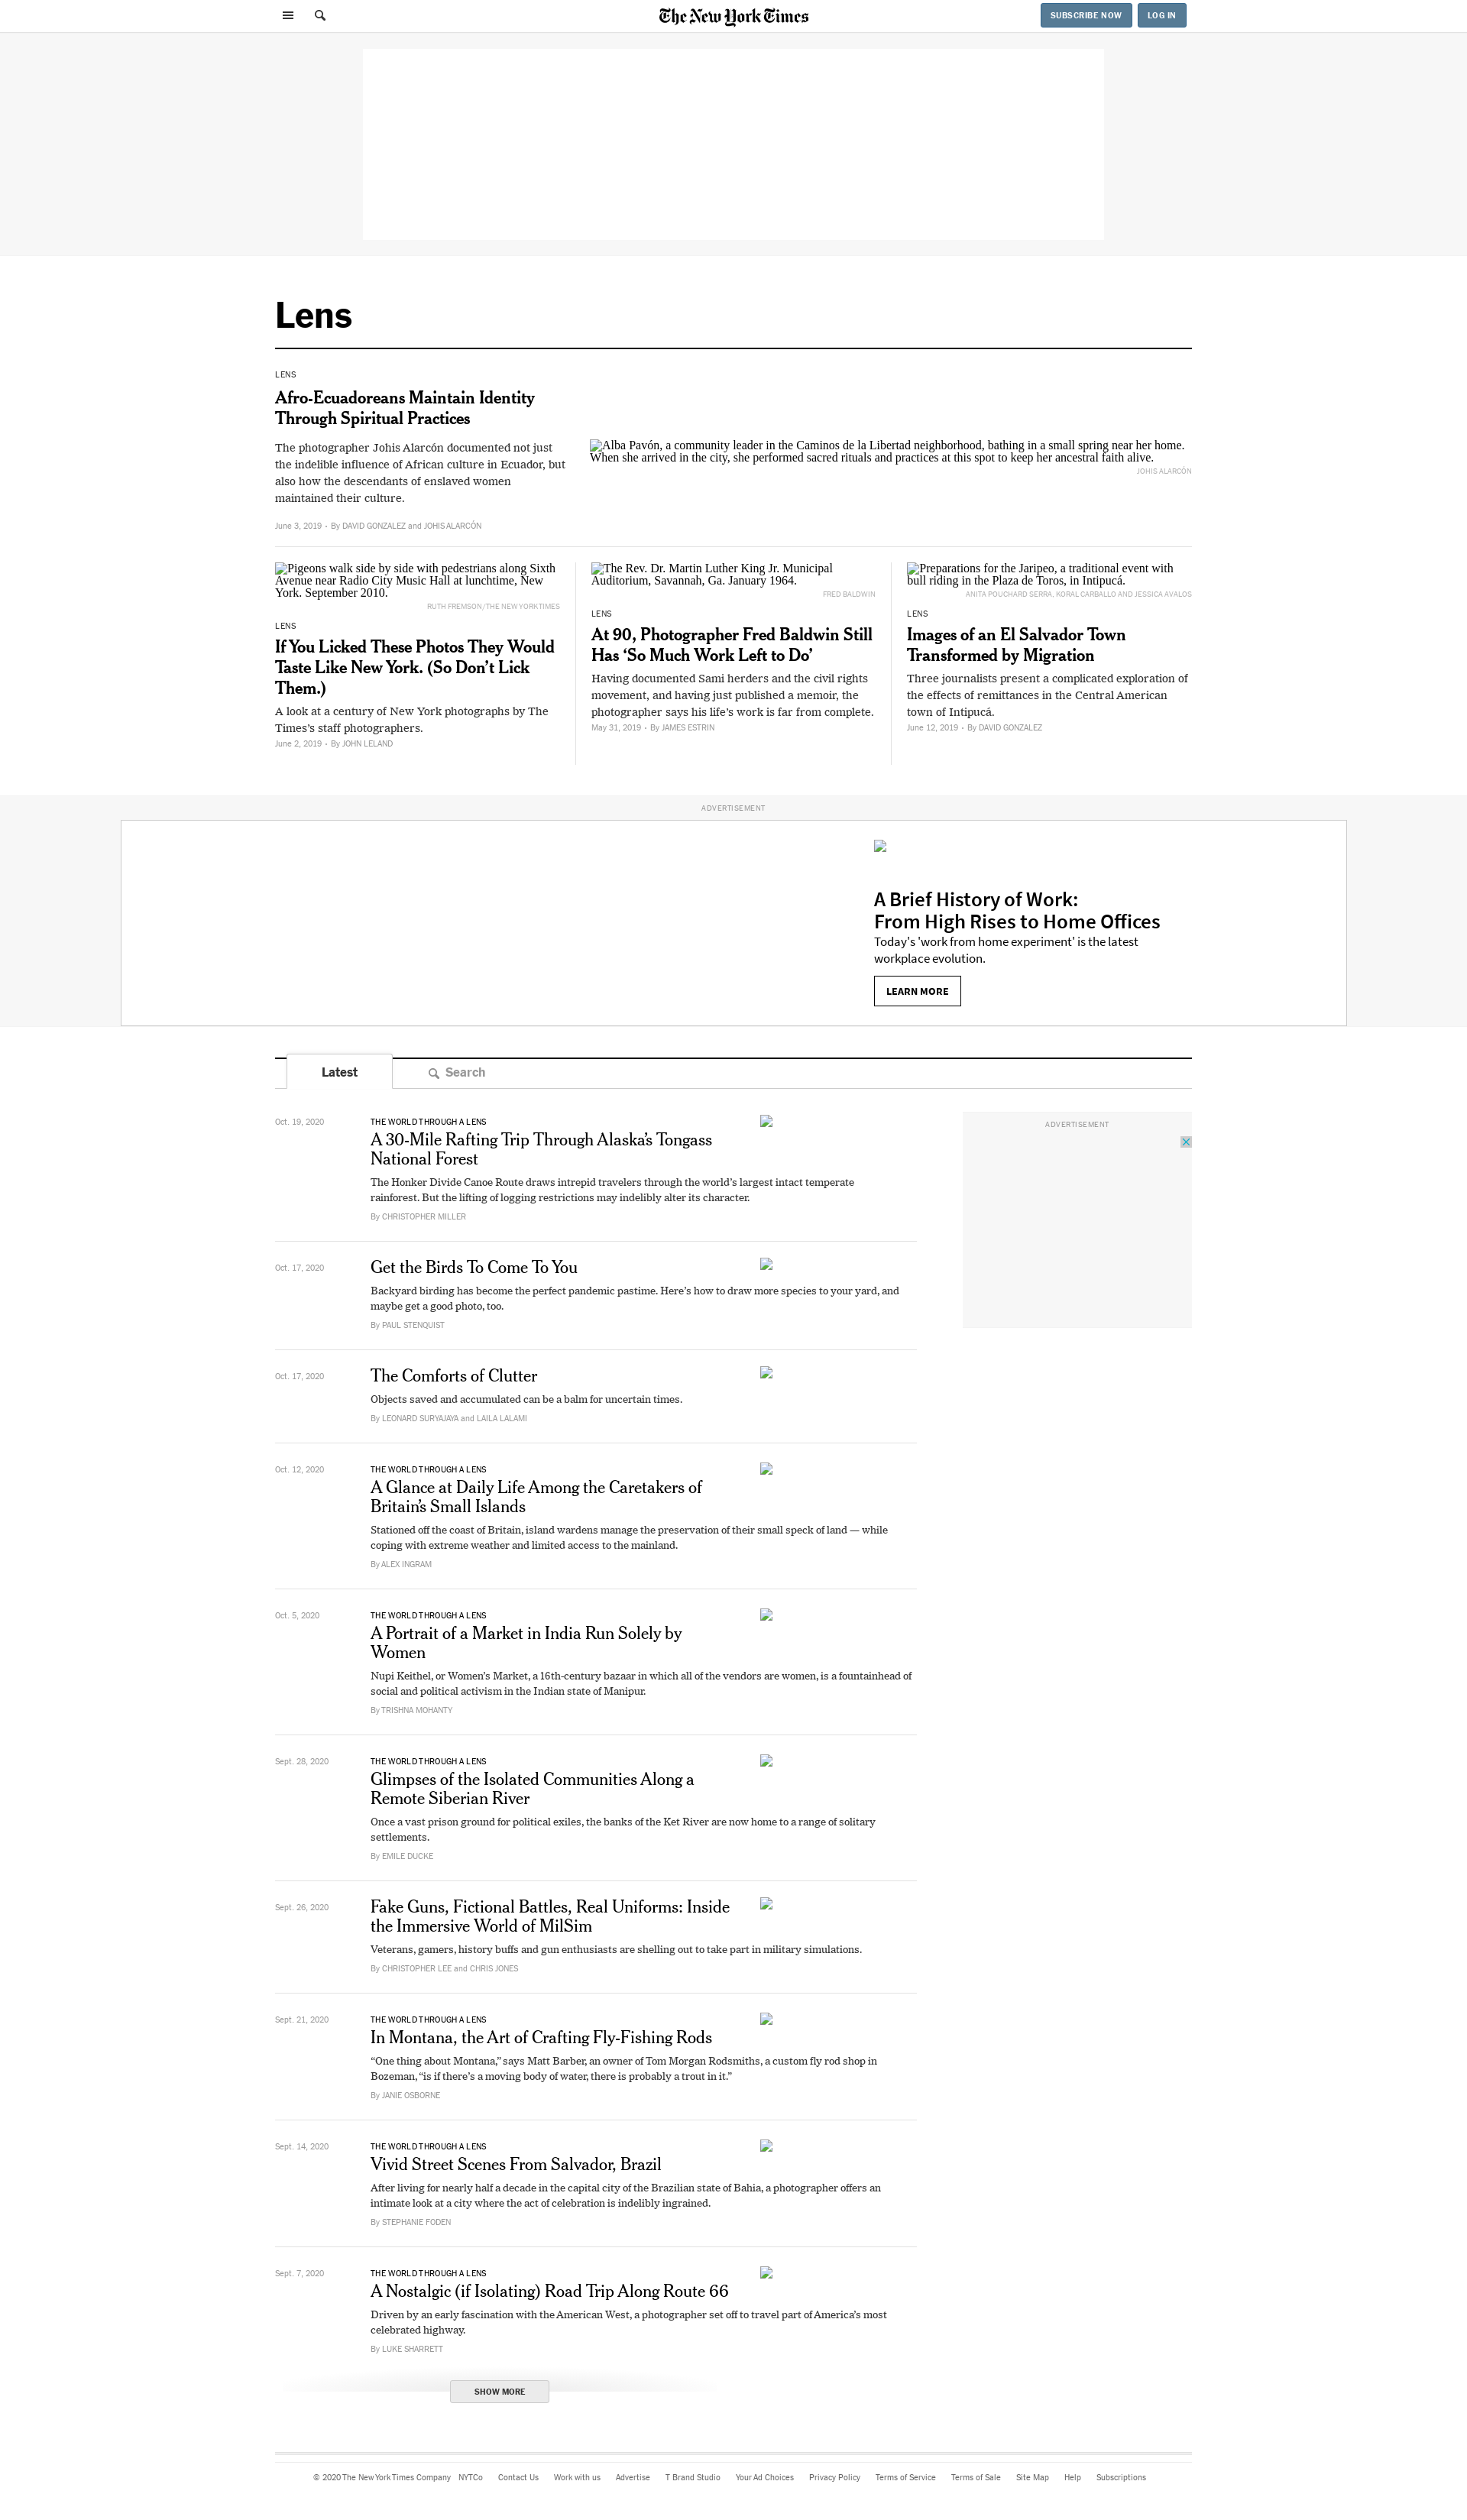 The New York Times
SUBSCRIBE NOW
LOG IN
Lens
LENS
Afro-Ecuadoreans Maintain Identity
Through Spiritual Practices
The photographer Johis Alarcón documented not just
the indelible influence of African culture in Ecuador, but
also how the descendants of enslaved women
maintained their culture.
June 3, 2019 • By DAVID GONZALEZ and JOHIS ALARCÓN
Alba Pavón, a community leader in the Caminos de la Libertad neighborhood, bathing in a small spring near her home.
When she arrived in the city, she performed sacred rituals and practices at this spot to keep her ancestral faith alive.
JOHIS ALARCÓN
Pigeons walk side by side with pedestrians along Sixth
Avenue near Radio City Music Hall at lunchtime, New
York. September 2010.
RUTH FREMSON/THE NEW YORK TIMES
LENS
If You Licked These Photos They Would
Taste Like New York. (So Don’t Lick
Them.)
A look at a century of New York photographs by The
Times’s staff photographers.
June 2, 2019 • By JOHN LELAND
The Rev. Dr. Martin Luther King Jr. Municipal
Auditorium, Savannah, Ga. January 1964.
FRED BALDWIN
LENS
At 90, Photographer Fred Baldwin Still
Has ‘So Much Work Left to Do’
Having documented Sami herders and the civil rights
movement, and having just published a memoir, the
photographer says his life’s work is far from complete.
May 31, 2019 • By JAMES ESTRIN
Preparations for the Jaripeo, a traditional event with
bull riding in the Plaza de Toros, in Intipucá.
ANITA POUCHARD SERRA, KORAL CARBALLO AND JESSICA AVALOS
LENS
Images of an El Salvador Town
Transformed by Migration
Three journalists present a complicated exploration of
the effects of remittances in the Central American
town of Intipucá.
June 12, 2019 • By DAVID GONZALEZ
ADVERTISEMENT
A Brief History of Work:
From High Rises to Home Offices
Today's 'work from home experiment' is the latest
workplace evolution.
LEARN MORE
Latest
Search
ADVERTISEMENT
Oct. 19, 2020
THE WORLD THROUGH A LENS
A 30-Mile Rafting Trip Through Alaska’s Tongass
National Forest
The Honker Divide Canoe Route draws intrepid travelers through the world’s largest intact temperate
rainforest. But the lifting of logging restrictions may indelibly alter its character.
By CHRISTOPHER MILLER
Oct. 17, 2020
Get the Birds To Come To You
Backyard birding has become the perfect pandemic pastime. Here’s how to draw more species to your yard, and
maybe get a good photo, too.
By PAUL STENQUIST
Oct. 17, 2020
The Comforts of Clutter
Objects saved and accumulated can be a balm for uncertain times.
By LEONARD SURYAJAYA and LAILA LALAMI
Oct. 12, 2020
THE WORLD THROUGH A LENS
A Glance at Daily Life Among the Caretakers of
Britain’s Small Islands
Stationed off the coast of Britain, island wardens manage the preservation of their small speck of land — while
coping with extreme weather and limited access to the mainland.
By ALEX INGRAM
Oct. 5, 2020
THE WORLD THROUGH A LENS
A Portrait of a Market in India Run Solely by
Women
Nupi Keithel, or Women’s Market, a 16th-century bazaar in which all of the vendors are women, is a fountainhead of
social and political activism in the Indian state of Manipur.
By TRISHNA MOHANTY
Sept. 28, 2020
THE WORLD THROUGH A LENS
Glimpses of the Isolated Communities Along a
Remote Siberian River
Once a vast prison ground for political exiles, the banks of the Ket River are now home to a range of solitary
settlements.
By EMILE DUCKE
Sept. 26, 2020
Fake Guns, Fictional Battles, Real Uniforms: Inside
the Immersive World of MilSim
Veterans, gamers, history buffs and gun enthusiasts are shelling out to take part in military simulations.
By CHRISTOPHER LEE and CHRIS JONES
Sept. 21, 2020
THE WORLD THROUGH A LENS
In Montana, the Art of Crafting Fly-Fishing Rods
“One thing about Montana,” says Matt Barber, an owner of Tom Morgan Rodsmiths, a custom fly rod shop in
Bozeman, “is if there’s a moving body of water, there is probably a trout in it.”
By JANIE OSBORNE
Sept. 14, 2020
THE WORLD THROUGH A LENS
Vivid Street Scenes From Salvador, Brazil
After living for nearly half a decade in the capital city of the Brazilian state of Bahia, a photographer offers an
intimate look at a city where the act of celebration is indelibly ingrained.
By STEPHANIE FODEN
Sept. 7, 2020
THE WORLD THROUGH A LENS
A Nostalgic (if Isolating) Road Trip Along Route 66
Driven by an early fascination with the American West, a photographer set off to travel part of America’s most
celebrated highway.
By LUKE SHARRETT
SHOW MORE
© 2020 The New York Times Company NYTCo Contact Us Work with us Advertise T Brand Studio Your Ad Choices Privacy Policy Terms of Service Terms of Sale Site Map Help Subscriptions